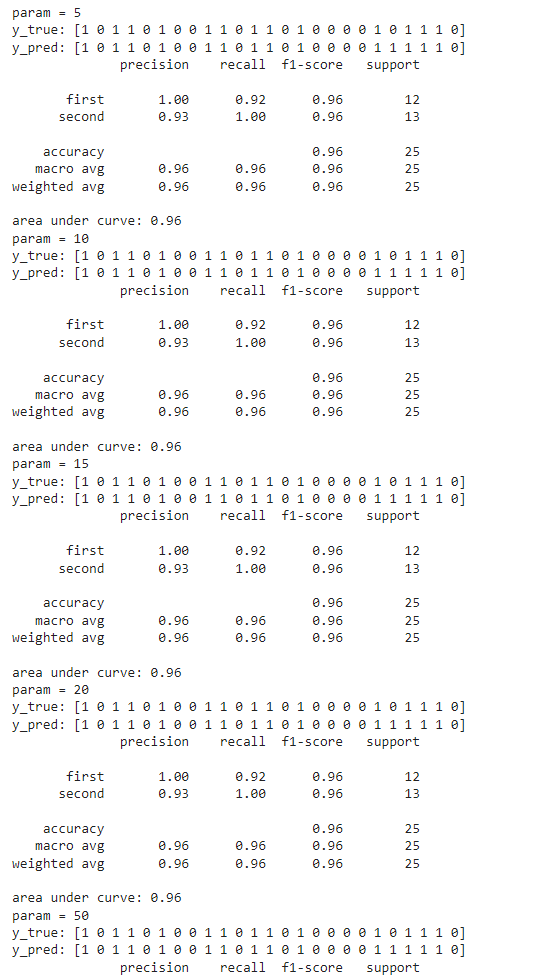 param = 5
y_true: [1 0 1 1 0 1 0 0 1 1 0 1 1 0 1 0 0 0 0 1 0 1 1 1 0]
y_pred: [1 0 1 1 0 1 0 0 1 1 0 1 1 0 1 0 0 0 0 1 1 1 1 1 0]
precision recall f1-score support
first 1.00 0.92 0.96 12
second 0.93 1.00 0.96 13
accuracy 0.96 25
macro avg 0.96 0.96 0.96 25
weighted avg 0.96 0.96 0.96 25
area under curve: 0.96
param = 10
y_true: [1 0 1 1 0 1 0 0 1 1 0 1 1 0 1 0 0 0 0 1 0 1 1 1 0]
y_pred: [1 0 1 1 0 1 0 0 1 1 0 1 1 0 1 0 0 0 0 1 1 1 1 1 0]
precision recall f1-score support
first 1.00 0.92 0.96 12
second 0.93 1.00 0.96 13
accuracy 0.96 25
macro avg 0.96 0.96 0.96 25
weighted avg 0.96 0.96 0.96 25
area under curve: 0.96
param = 15
y_true: [1 0 1 1 0 1 0 0 1 1 0 1 1 0 1 0 0 0 0 1 0 1 1 1 0]
y_pred: [1 0 1 1 0 1 0 0 1 1 0 1 1 0 1 0 0 0 0 1 1 1 1 1 0]
precision recall f1-score support
first 1.00 0.92 0.96 12
second 0.93 1.00 0.96 13
accuracy 0.96 25
macro avg 0.96 0.96 0.96 25
weighted avg 0.96 0.96 0.96 25
area under curve: 0.96
param = 20
y_true: [1 0 1 1 0 1 0 0 1 1 0 1 1 0 1 0 0 0 0 1 0 1 1 1 0]
y_pred: [1 0 1 1 0 1 0 0 1 1 0 1 1 0 1 0 0 0 0 1 1 1 1 1 0]
precision recall f1-score support
first 1.00 0.92 0.96 12
second 0.93 1.00 0.96 13
accuracy 0.96 25
macro avg 0.96 0.96 0.96 25
weighted avg 0.96 0.96 0.96 25
area under curve: 0.96
param = 50
y_true: [1 0 1 1 0 1 0 0 1 1 0 1 1 0 1 0 0 0 0 1 0 1 1 1 0]
y_pred: [1 0 1 1 0 1 0 0 1 1 0 1 1 0 1 0 0 0 0 1 1 1 1 1 0]
precision recall f1-score support